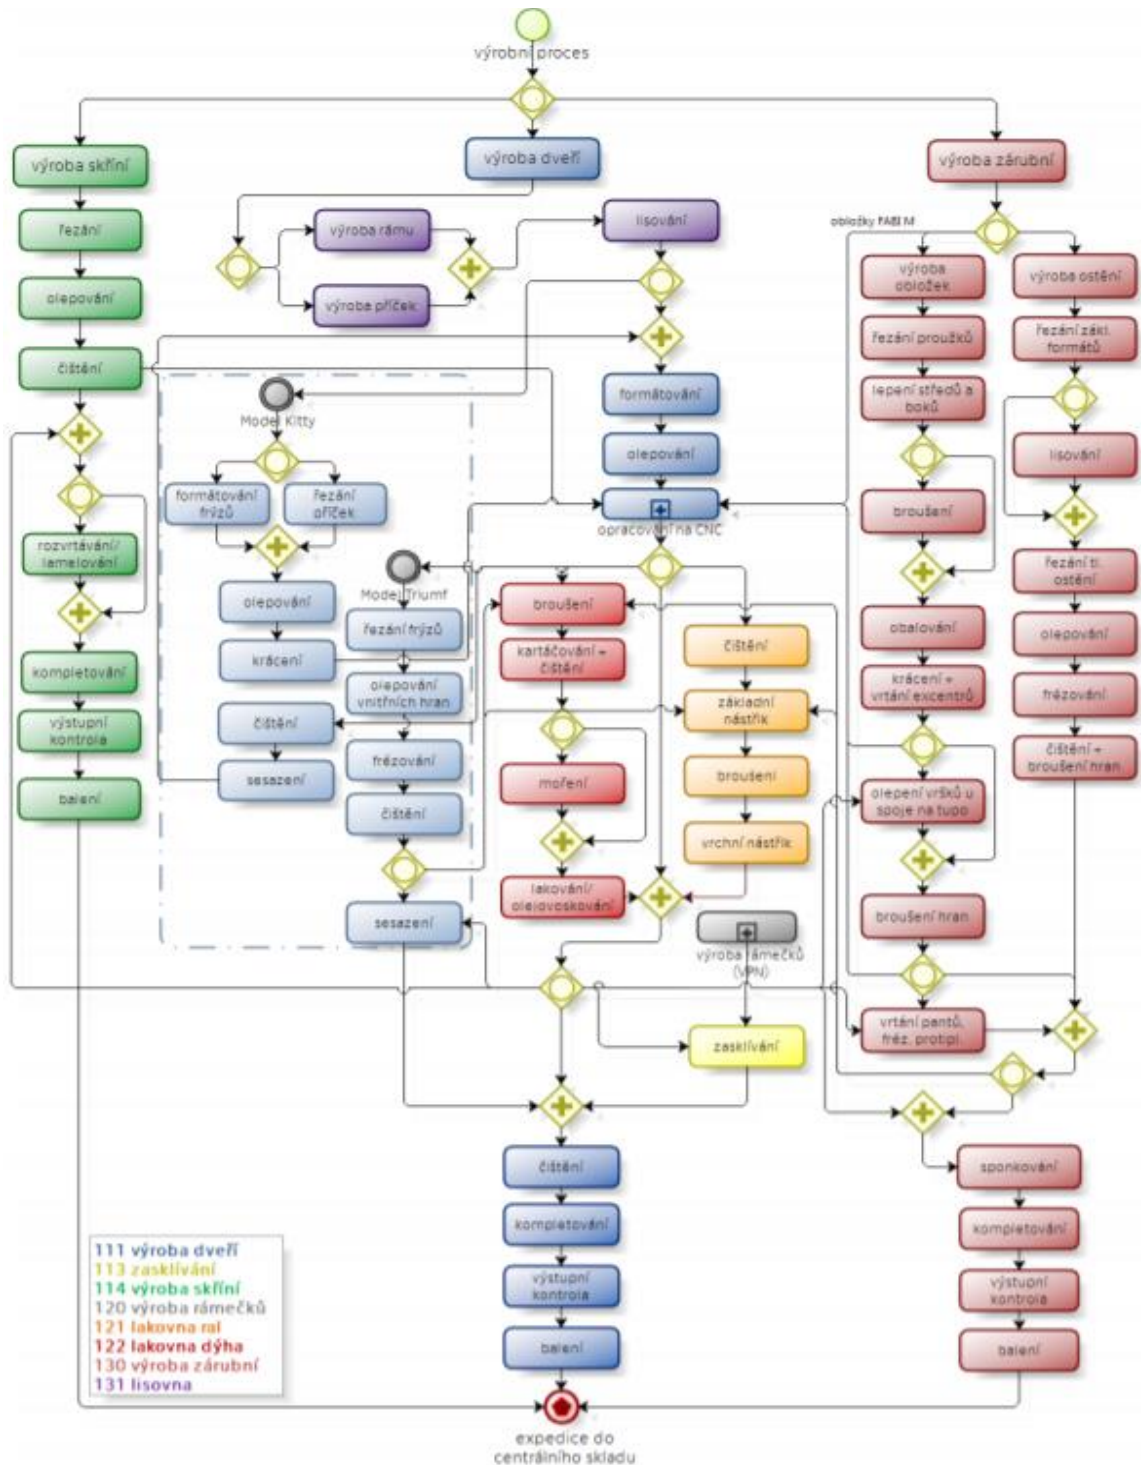 výrobní proces
výroba skříní
výroba dveří
výroba zárubní
řezání
olepování
čištění
rozvrtávání/
lamelování
kompletování
výstupní
kontrola
balení
výroba rámu
výroba příček
lisování
formátování
olepování
opracování na CNC
Model Kitty
formátování
frýzů
řezání
příček
olepování
krácení
čištění
sesazení
Model Triumf
řezání frýzů
olepování
vnitřních hran
frézování
čištění
sesazení
broušení
kartáčování +
čištění
moření
lakování/
olejovoskování
čištění
základní
nástřik
broušení
vrchní nástřik
výroba rámečků
(VPN)
zasklívání
čištění
kompletování
výstupní
kontrola
balení
obložky FABI M
výroba
obložek
řezání proužků
lepení středů a
boků
broušení
obalování
krácení +
vrtání excentrů
olepení vršků u
spoje na tupo
broušení hran
vrtání pantů,
fréz. protipl.
výroba ostění
řezání zákl.
formátů
lisování
řezání tl.
ostění
olepování
frézování
čištění +
broušení hran
sponkování
kompletování
výstupní
kontrola
balení
111 výroba dveří
113 zasklívání
114 výroba skříní
120 výroba rámečků
121 lakovna ral
122 lakovna dýha
130 výroba zárubní
131 lisovna
expedice do
centrálního skladu